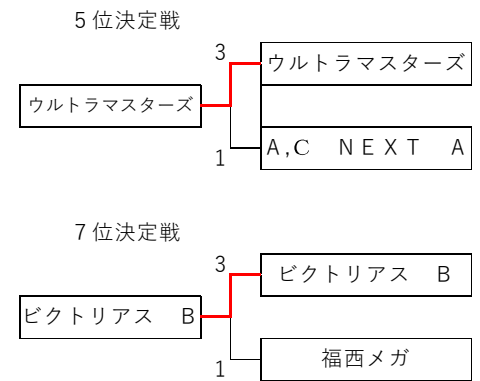 ５位決定戦
3
ウルトラマスターズ
ウルトラマスターズ
1
Ａ,Ｃ　ＮＥＸＴ　Ａ
７位決定戦
3
ビクトリアス　Ｂ
ビクトリアス　Ｂ
1
福西メガ